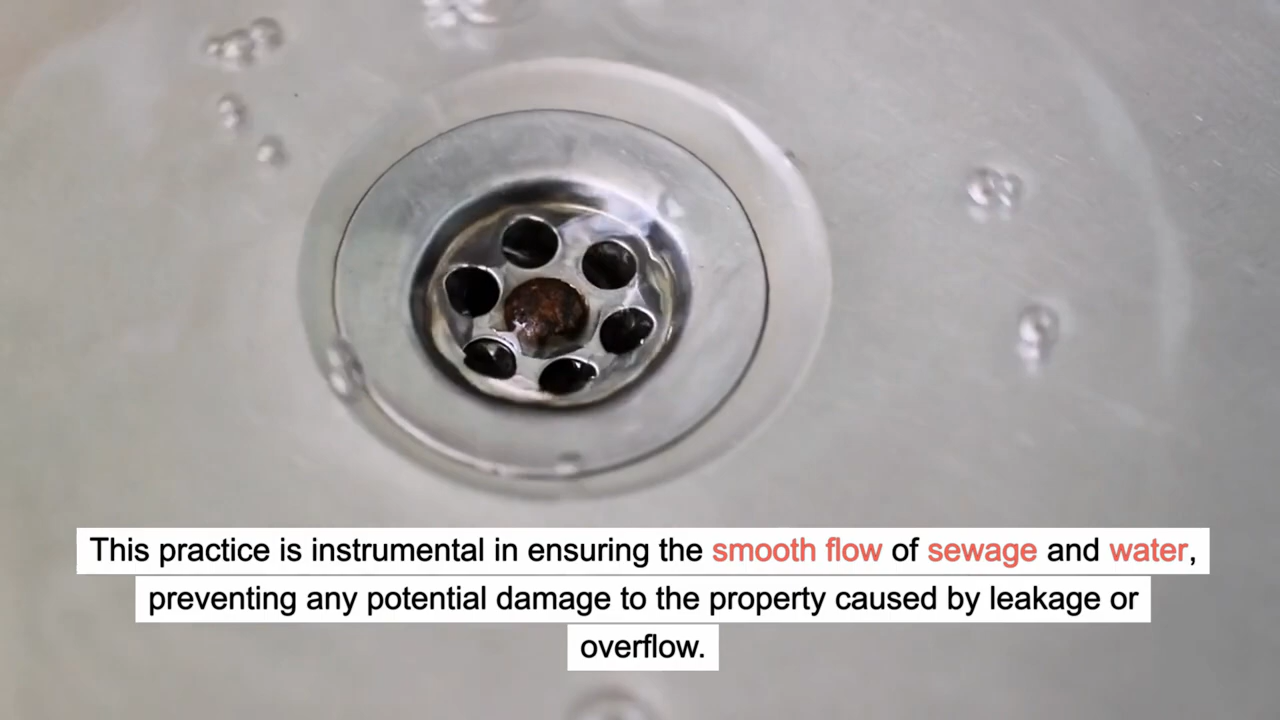 This practice is instrumental in ensuring the smooth flow of sewage and water,
preventing any potential damage to the property caused by leakage or
overflow.